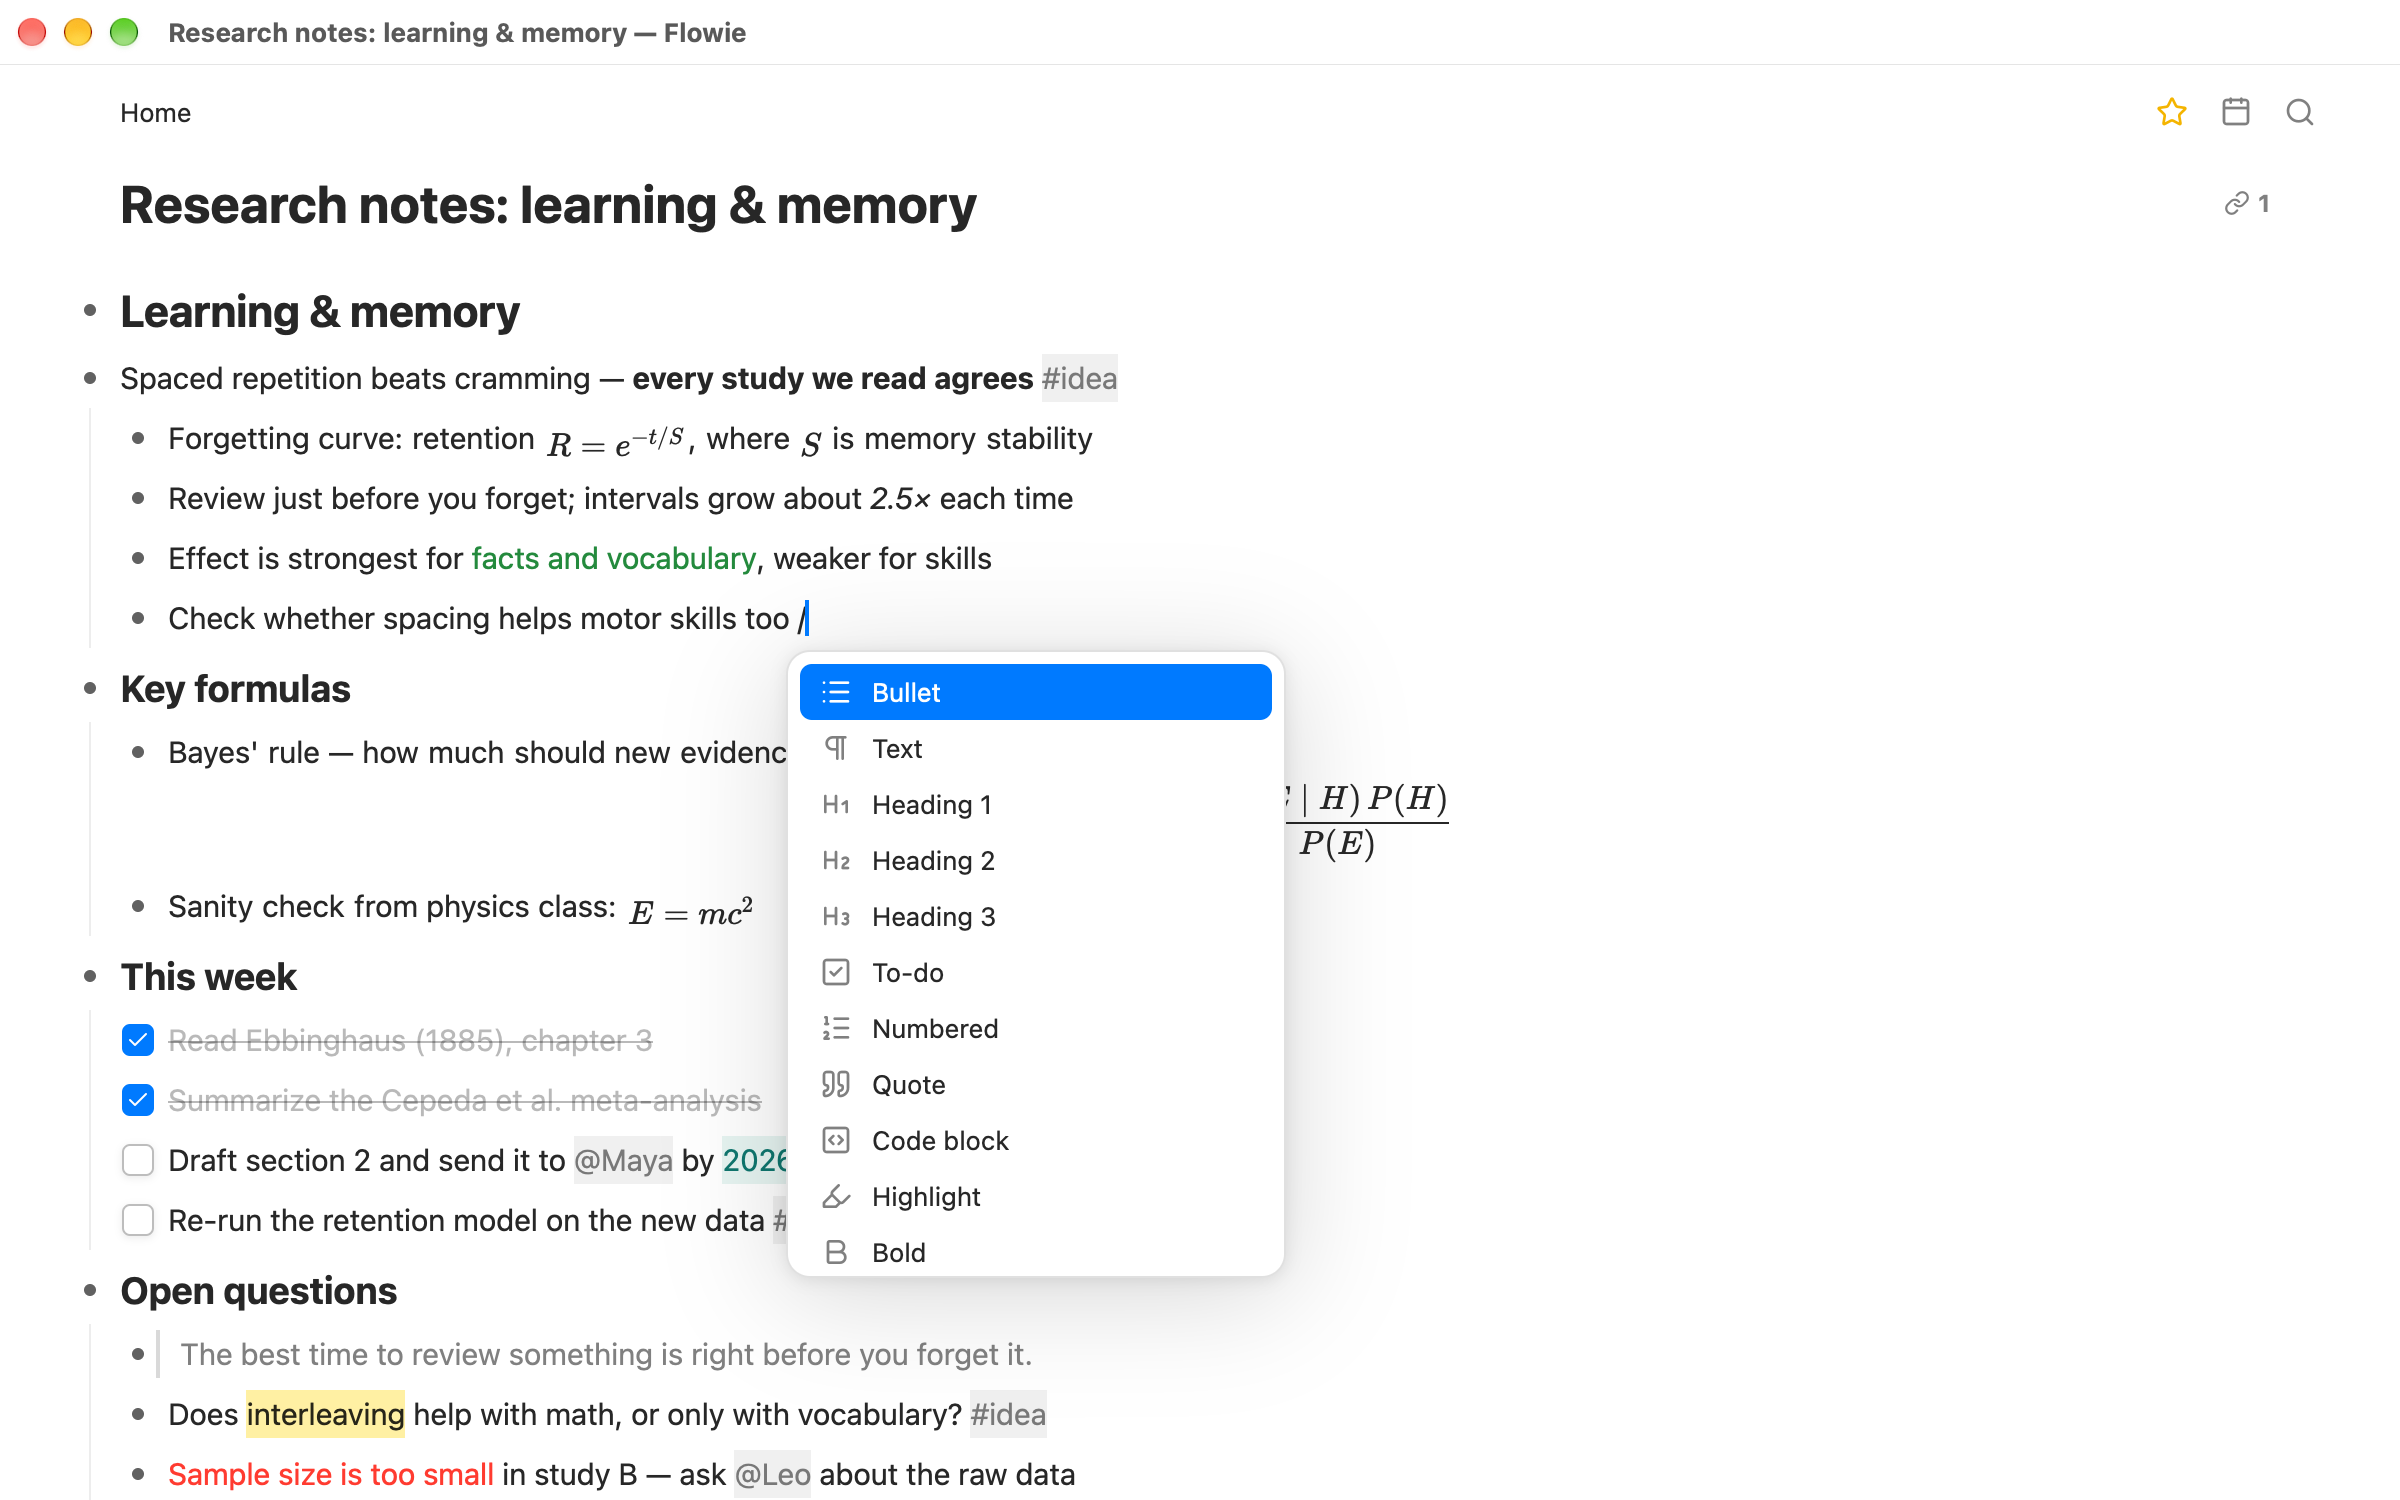 Research notes: learning & memory — Flowie
Home
Research notes: learning & memory
1
Learning & memory
Spaced repetition beats cramming — every study we read agrees #idea
Forgetting curve: retention R = e^{-t/S}, where S is memory stability
Review just before you forget; intervals grow about 2.5× each time
Effect is strongest for facts and vocabulary, weaker for skills
Check whether spacing helps motor skills too /
Bullet
Text
H1 Heading 1
H2 Heading 2
H3 Heading 3
To-do
Numbered
Quote
Code block
Highlight
B Bold
Key formulas
Bayes' rule — how much should new
| H) P(H)
P(E)
Sanity check from physics class: E = mc²
This week
Read Ebbinghaus (1885), chapter 3
Summarize the Cepeda et al. meta-analysis
Draft section 2 and send it to @Maya by 2026
Re-run the retention model on the new data #
Open questions
The best time to review something is right before you forget it.
Does interleaving help with math, or only with vocabulary? #idea
Sample size is too small in study B — ask @Leo about the raw data